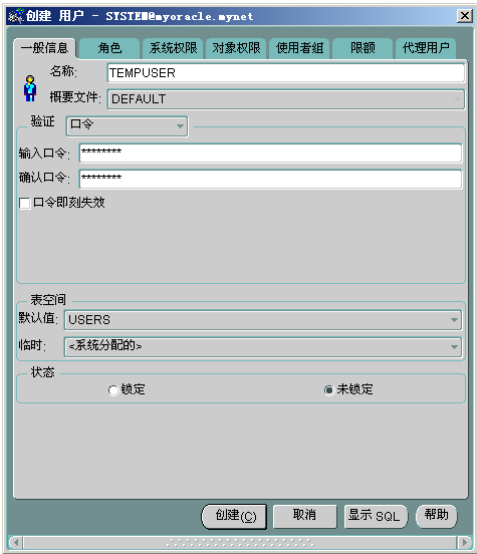 创建 用户 - SYSTEM@myoracle.mynet
一般信息 角色 系统权限 对象权限 使用者组 限额 代理用户
名称: TEMPUSER
概要文件: DEFAULT
验证 口令
输入口令: ********
确认口令: ********
口令即刻失效
表空间
默认值: USERS
临时: <系统分配的>
状态
锁定 未锁定
创建(C) 取消 显示 SQL 帮助